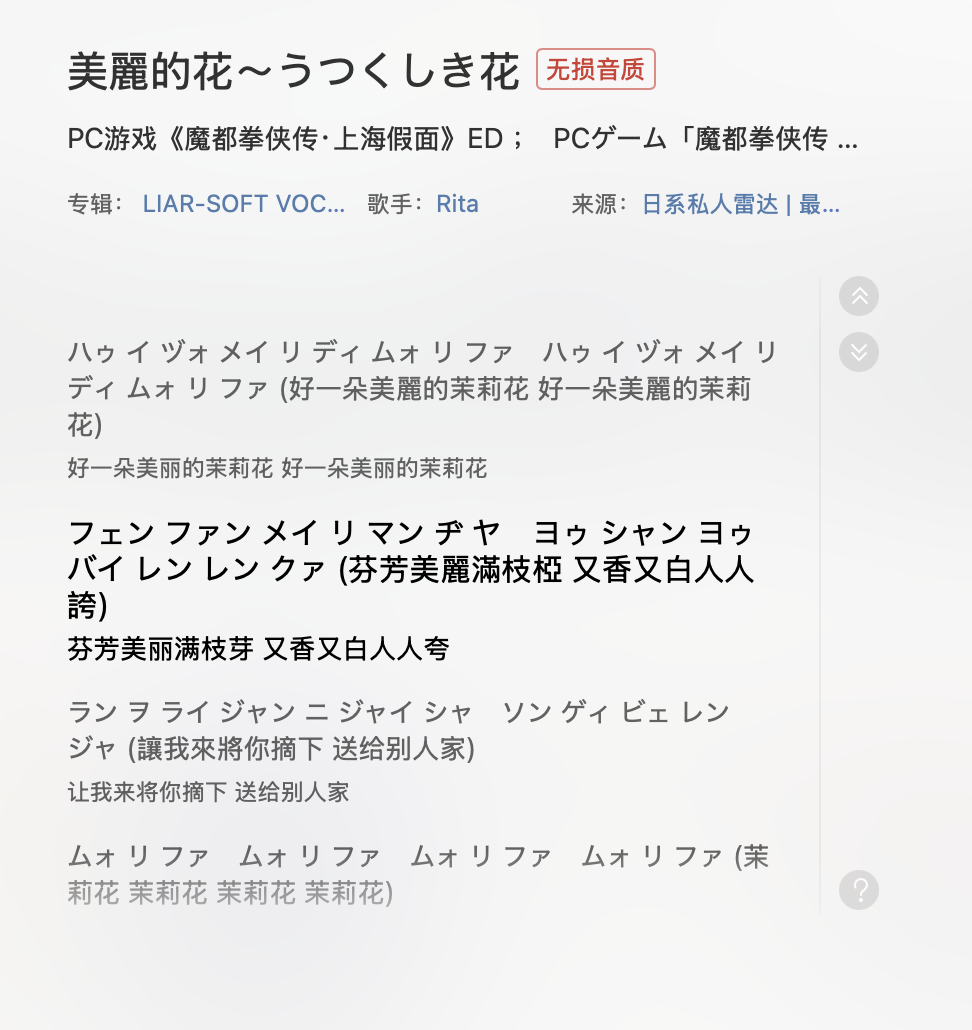 美麗的花～うつくしき花 无损音质
PC游戏《魔都拳侠传·上海假面》ED； PCゲーム「魔都拳侠传 ...
专辑： LIAR-SOFT VOC... 歌手：Rita 来源：日系私人雷达 | 最...
ハゥ イ ヅォ メイ リ ディ ムォ リ ファ　ハゥ イ ヅォ メイ リ
ディ ムォ リ ファ (好一朵美麗的茉莉花 好一朵美麗的茉莉
花)
好一朵美丽的茉莉花 好一朵美丽的茉莉花
フェン ファン メイ リ マン ヂ ヤ　ヨゥ シャン ヨゥ
バイ レン レン クァ (芬芳美麗滿枝椏 又香又白人人
誇)
芬芳美丽满枝芽 又香又白人人夸
ラン ヲ ライ ジャン ニ ジャイ シャ　ソン ゲィ ビェ レン
ジャ (讓我來將你摘下 送给别人家)
让我来将你摘下 送给别人家
ムォ リ ファ　ムォ リ ファ　ムォ リ ファ　ムォ リ ファ (茉
莉花 茉莉花 茉莉花 茉莉花)